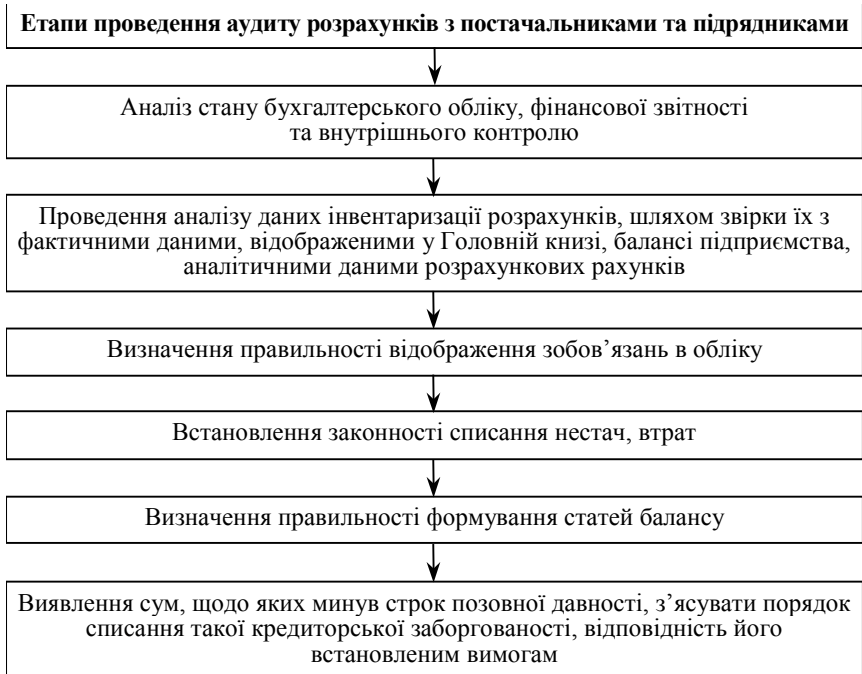 Етапи проведення аудиту розрахунків з постачальниками та підрядниками
Аналіз стану бухгалтерського обліку, фінансової звітності
та внутрішнього контролю
Проведення аналізу даних інвентаризації розрахунків, шляхом звірки їх з
фактичними даними, відображеними у Головній книзі, балансі підприємства,
аналітичними даними розрахункових рахунків
Визначення правильності відображення зобов’язань в обліку
Встановлення законності списання нестач, втрат
Визначення правильності формування статей балансу
Виявлення сум, щодо яких минув строк позовної давності, з’ясувати порядок
списання такої кредиторської заборгованості, відповідність його
встановленим вимогам